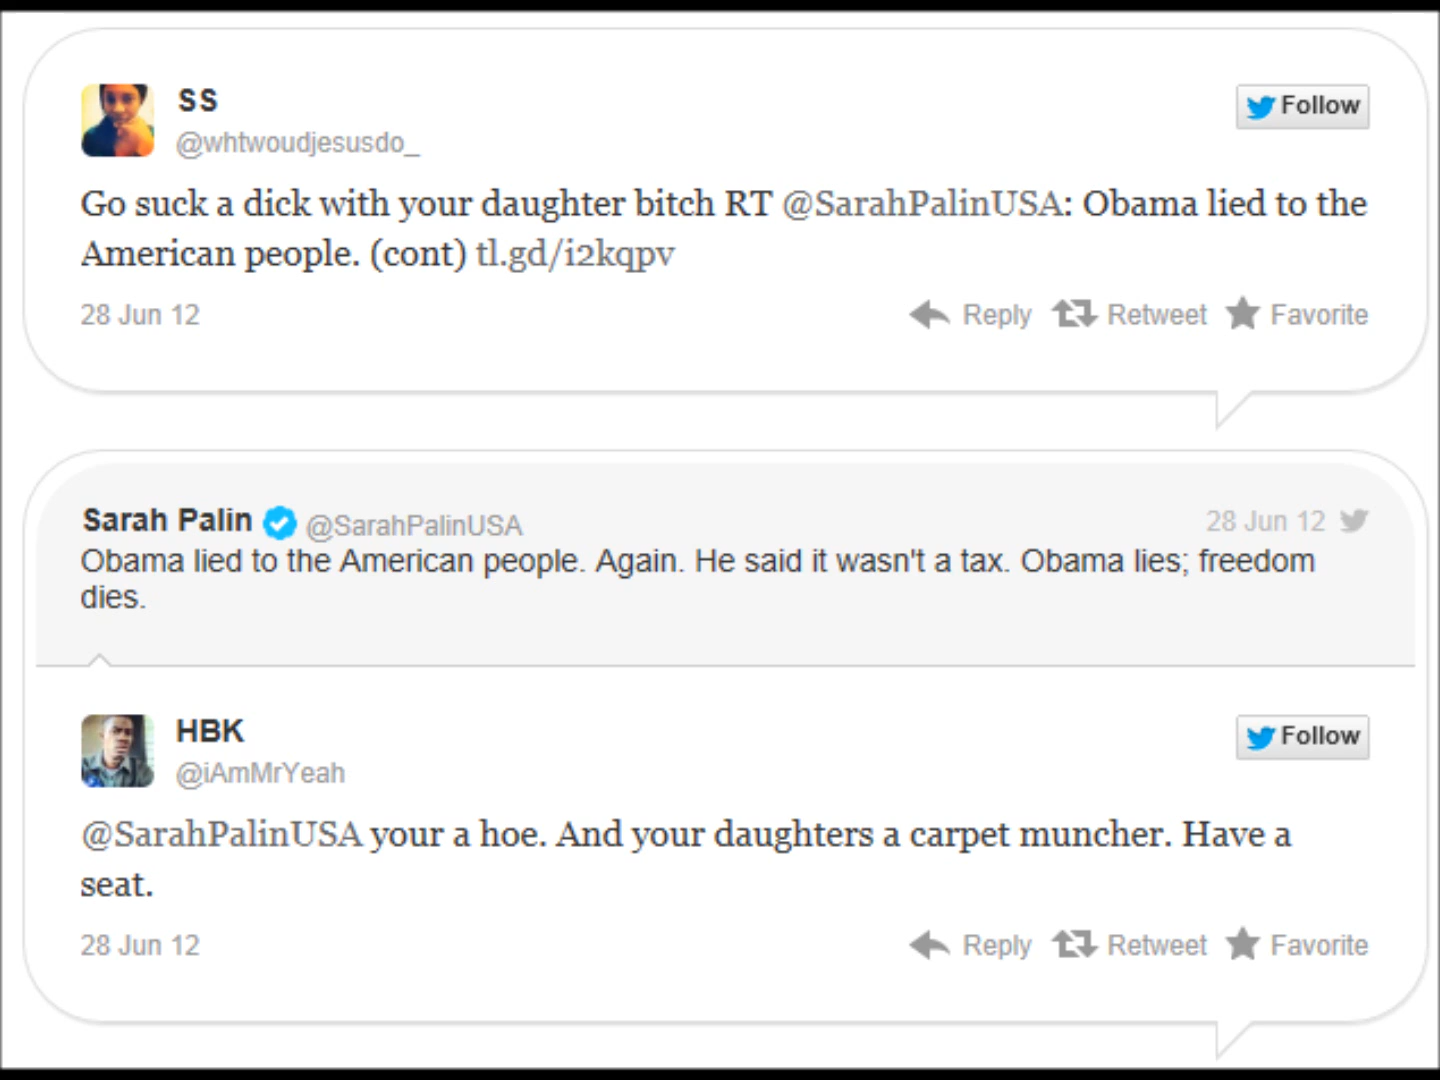 SS
Follow
@whtwoudjesusdo_
Go suck a dick with your daughter bitch RT @SarahPalinUSA: Obama lied to the
American people. (cont) tl.gd/i2kqpv
28 Jun 12 Reply Retweet Favorite
Sarah Palin @SarahPalinUSA 28 Jun 12
Obama lied to the American people. Again. He said it wasn't a tax. Obama lies; freedom
dies.
HBK
Follow
@iAmMrYeah
@SarahPalinUSA your a hoe. And your daughters a carpet muncher. Have a
seat.
28 Jun 12 Reply Retweet Favorite